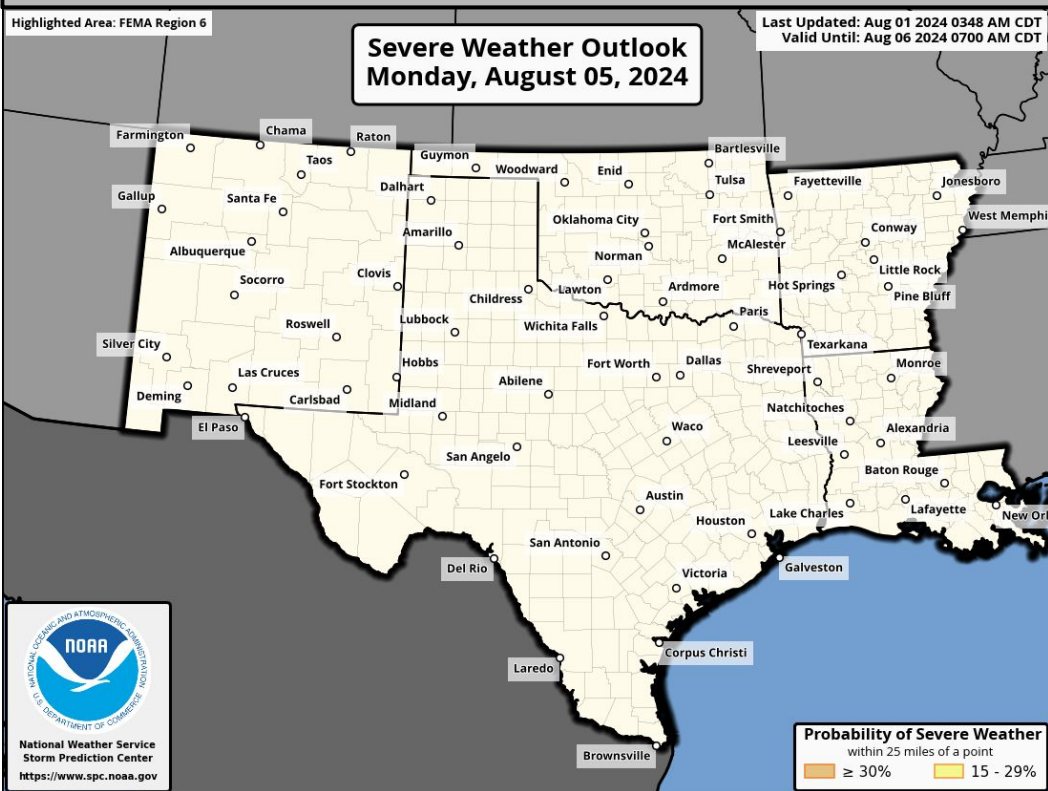 Highlighted Area: FEMA Region 6
Last Updated: Aug 01 2024 0348 AM CDT
Valid Until: Aug 06 2024 0700 AM CDT
Severe Weather Outlook
Monday, August 05, 2024
Farmington
Chama
Raton
Taos
Guymon
Woodward
Enid
Bartlesville
Gallup
Santa Fe
Dalhart
Tulsa
Fayetteville
Jonesboro
Albuquerque
Amarillo
Oklahoma City
Fort Smith
West Memphi
Norman
McAlester
Conway
Socorro
Clovis
Childress
Lawton
Ardmore
Hot Springs
Little Rock
Pine Bluff
Roswell
Lubbock
Wichita Falls
Paris
Texarkana
Silver City
Hobbs
Fort Worth
Dallas
Shreveport
Monroe
Las Cruces
Deming
Carlsbad
Midland
Abilene
Natchitoches
El Paso
Waco
Leesville
Alexandria
San Angelo
Fort Stockton
Baton Rouge
Austin
Houston
Lake Charles
Lafayette
New Orl
San Antonio
Del Rio
Galveston
Victoria
Laredo
Corpus Christi
Brownsville
NATIONAL OCEANIC AND ATMOSPHERIC ADMINISTRATION
NOAA
U.S. DEPARTMENT OF COMMERCE
National Weather Service
Storm Prediction Center
https://www.spc.noaa.gov
Probability of Severe Weather
within 25 miles of a point
≥ 30%
15 - 29%